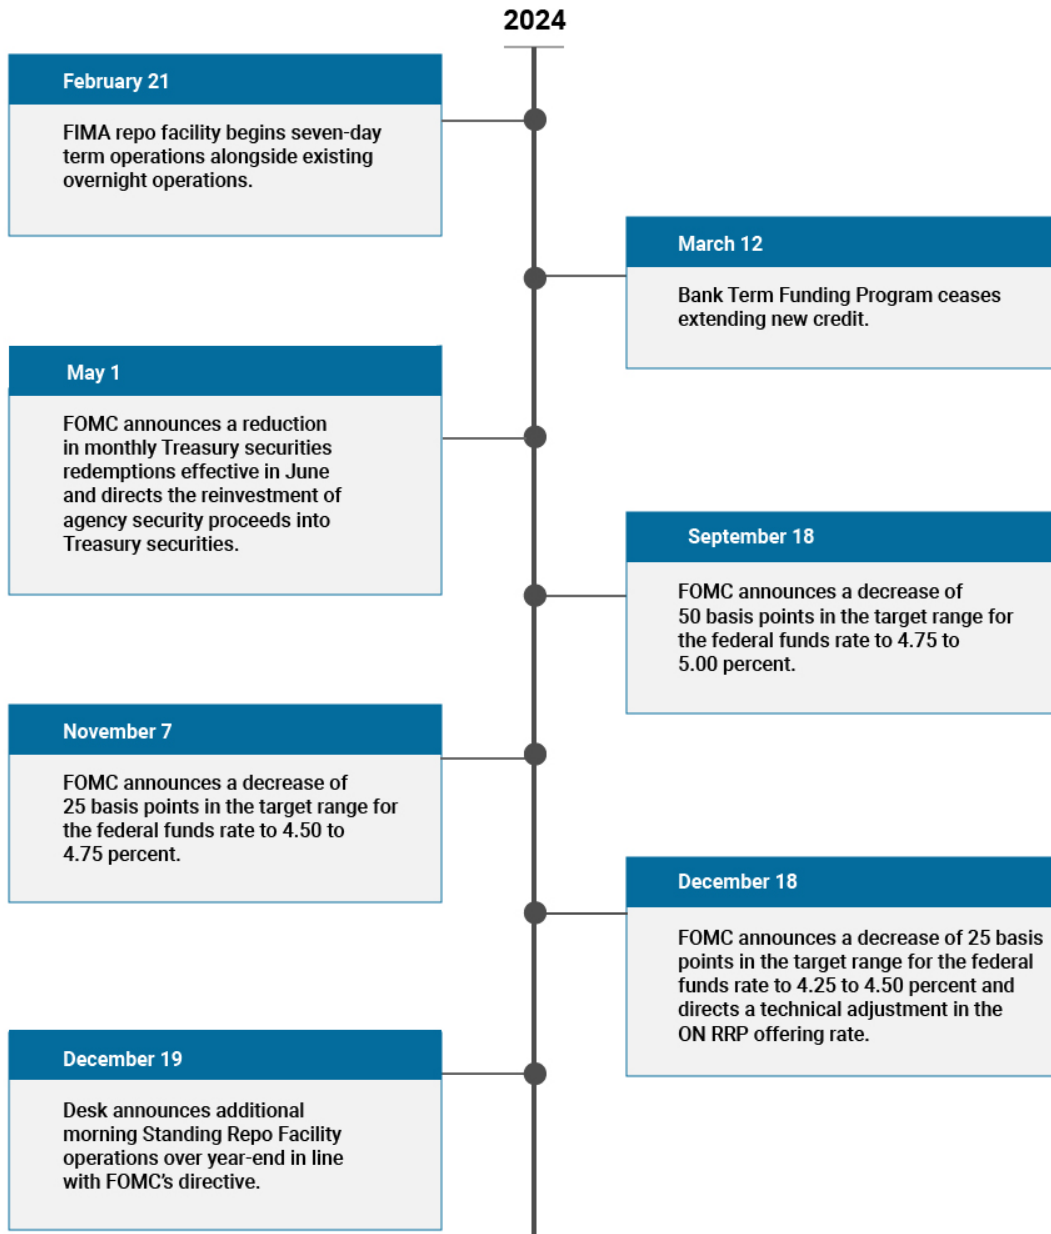 2024
February 21
FIMA repo facility begins seven-day
term operations alongside existing
overnight operations.
March 12
Bank Term Funding Program ceases
extending new credit.
May 1
FOMC announces a reduction
in monthly Treasury securities
redemptions effective in June
and directs the reinvestment of
agency security proceeds into
Treasury securities.
September 18
FOMC announces a decrease of
50 basis points in the target range for
the federal funds rate to 4.75 to
5.00 percent.
November 7
FOMC announces a decrease of
25 basis points in the target range for
the federal funds rate to 4.50 to
4.75 percent.
December 18
FOMC announces a decrease of 25 basis
points in the target range for the federal
funds rate to 4.25 to 4.50 percent and
directs a technical adjustment in the
ON RRP offering rate.
December 19
Desk announces additional
morning Standing Repo Facility
operations over year-end in line
with FOMC’s directive.